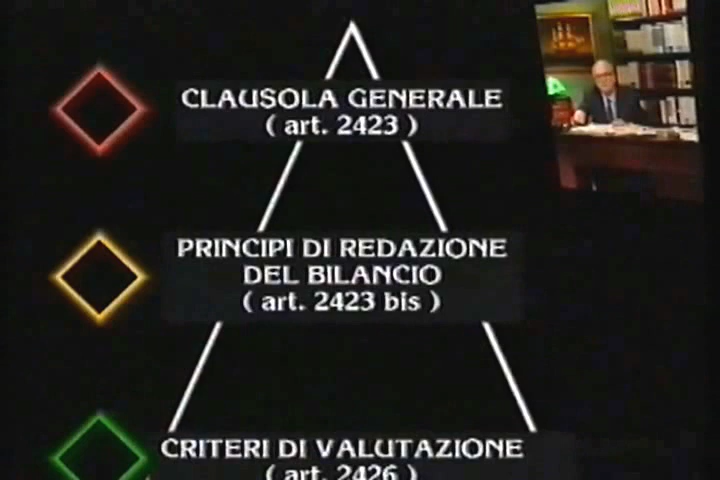 CLAUSOLA GENERALE
( art. 2423 )
PRINCIPI DI REDAZIONE
DEL BILANCIO
( art. 2423 bis )
CRITERI DI VALUTAZIONE
( art. 2426 )